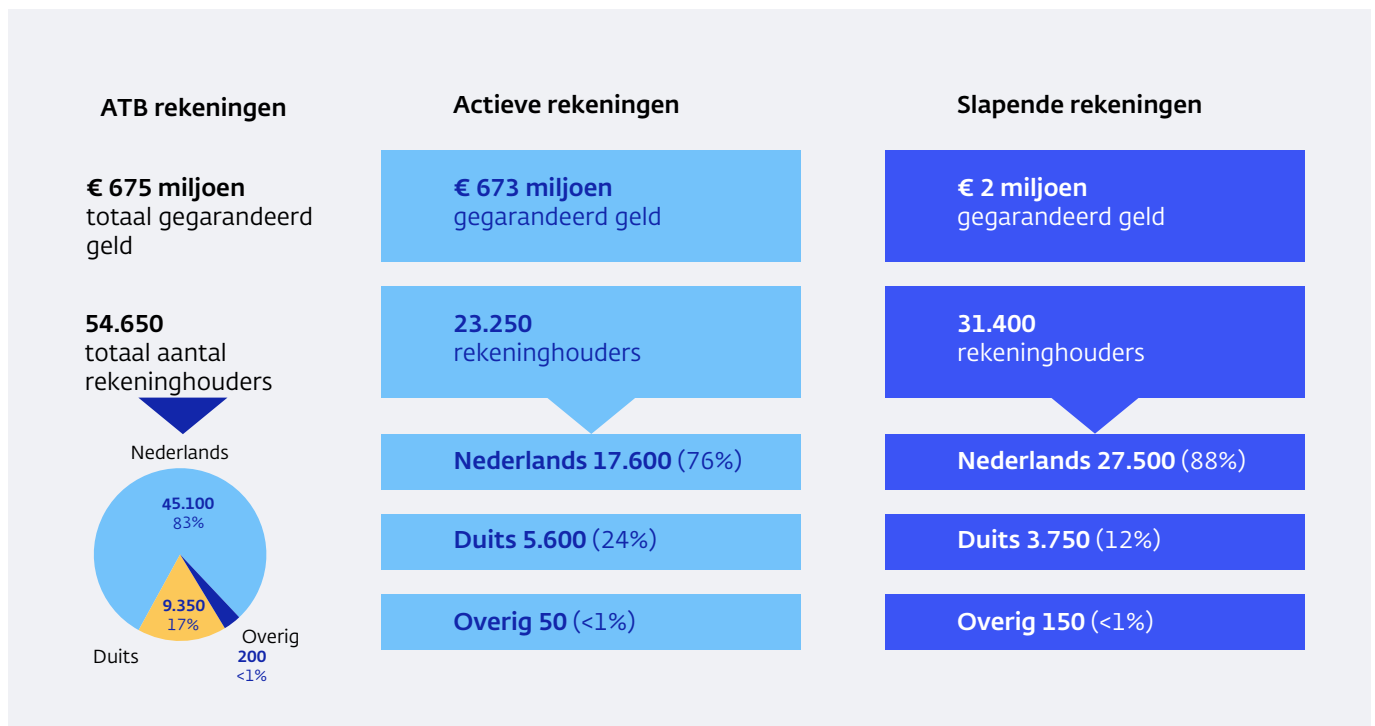 ATB rekeningen
€ 675 miljoen
totaal gegarandeerd
geld
54.650
totaal aantal
rekeninghouders
Nederlands
45.100
83%
9.350
17%
Duits
Overig
200
<1%
Actieve rekeningen
€ 673 miljoen
gegarandeerd geld
23.250
rekeninghouders
Nederlands 17.600 (76%)
Duits 5.600 (24%)
Overig 50 (<1%)
Slapende rekeningen
€ 2 miljoen
gegarandeerd geld
31.400
rekeninghouders
Nederlands 27.500 (88%)
Duits 3.750 (12%)
Overig 150 (<1%)